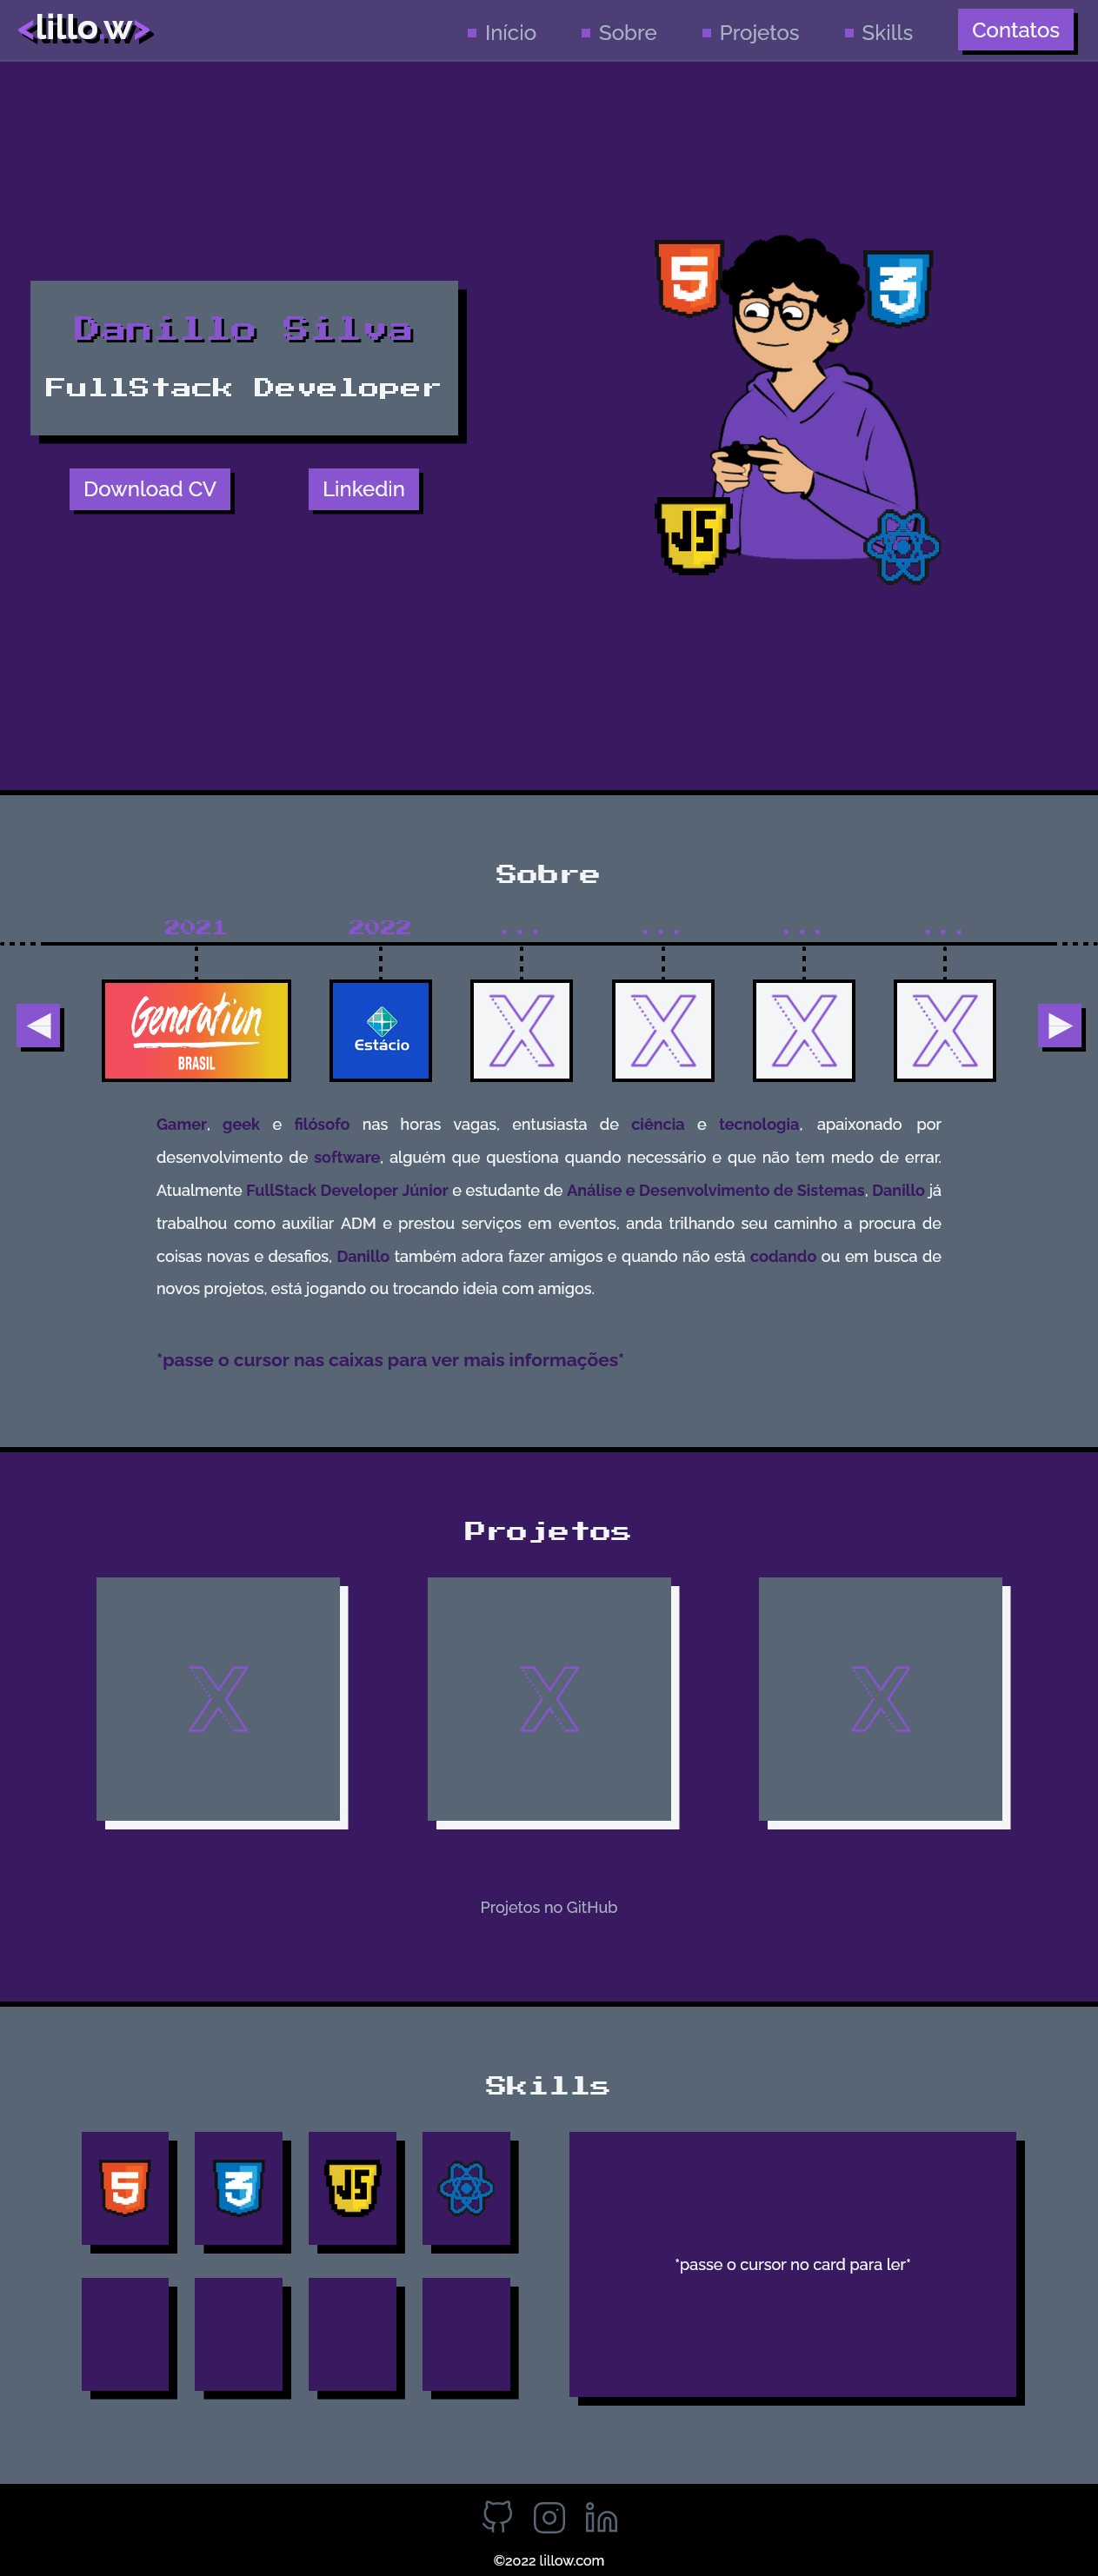 <lillo.w>
Início
Sobre
Projetos
Skills
Contatos
5
3
Danillo Silva
FullStack Developer
Download CV
Linkedin
JS
Sobre
2021
2022
...
...
...
...
Generation
BRASIL
Estácio
X
X
X
X
Gamer, geek e filósofo nas horas vagas, entusiasta de ciência e tecnologia, apaixonado por
desenvolvimento de software, alguém que questiona quando necessário e que não tem medo de errar.
Atualmente FullStack Developer Júnior e estudante de Análise e Desenvolvimento de Sistemas, Danillo já
trabalhou como auxiliar ADM e prestou serviços em eventos, anda trilhando seu caminho a procura de
coisas novas e desafios, Danillo também adora fazer amigos e quando não está codando ou em busca de
novos projetos, está jogando ou trocando ideia com amigos.
*passe o cursor nas caixas para ver mais informações*
Projetos
X
X
X
Projetos no GitHub
Skills
5
3
JS
*passe o cursor no card para ler*
©2022 lillow.com